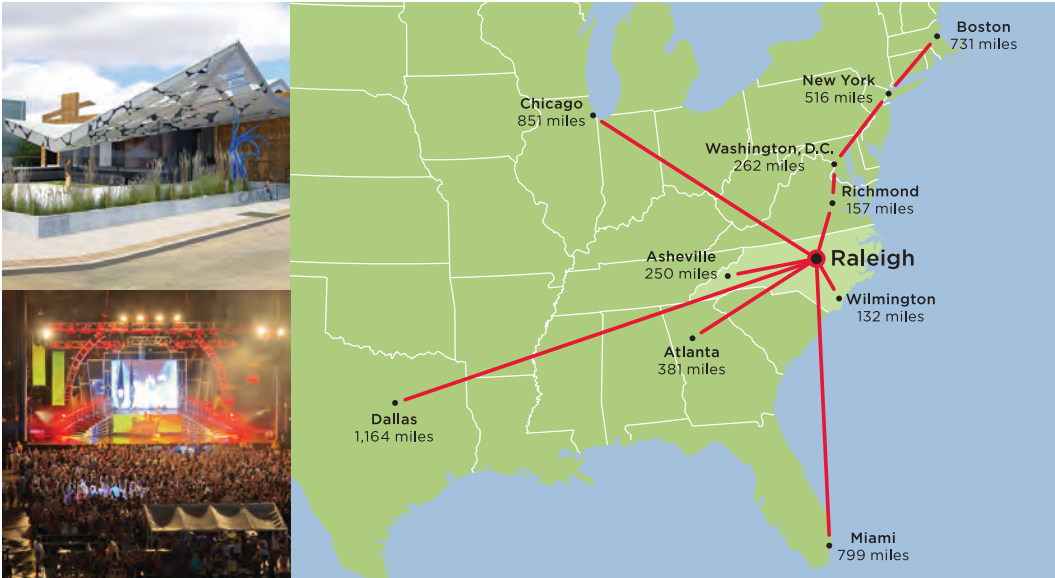 Boston
731 miles
New York
516 miles
Chicago
851 miles
Washington, D.C.
262 miles
Richmond
157 miles
Asheville
250 miles
Raleigh
Wilmington
132 miles
Atlanta
381 miles
Dallas
1,164 miles
Miami
799 miles